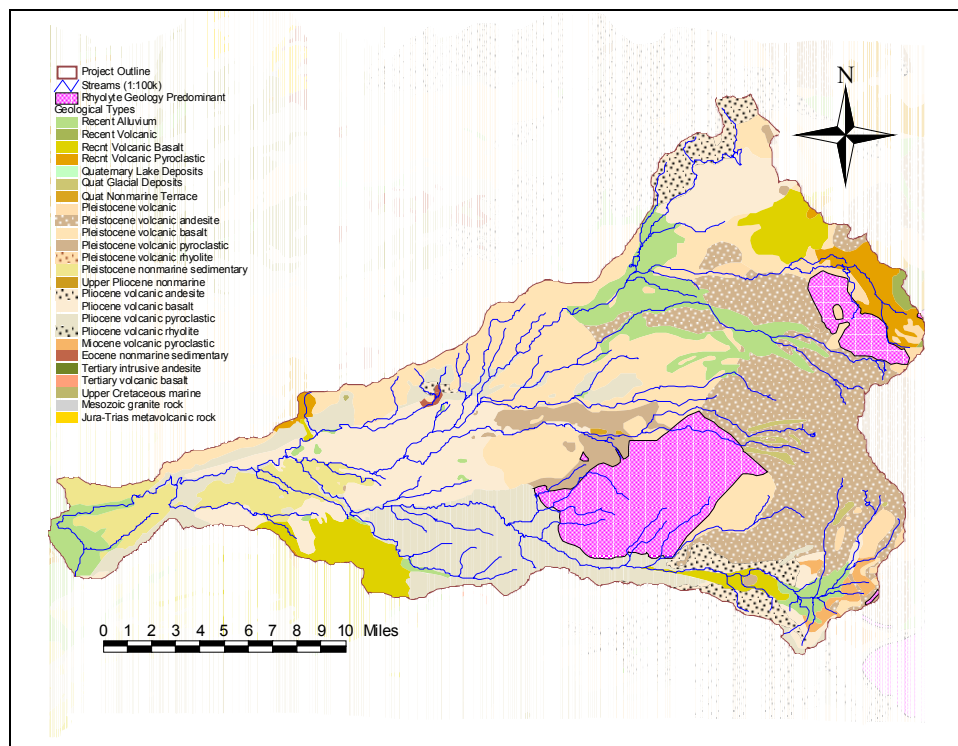 Project Outline
Streams (1:100k)
Rhyolyte Geology Predominant
Geological Types
Recent Alluvium
Recent Volcanic
Recnt Volcanic Basalt
Recnt Volcanic Pyroclastic
Quaternary Lake Deposits
Quat Glacial Deposits
Quat Nonmarine Terrace
Pleistocene volcanic
Pleistocene volcanic andesite
Pleistocene volcanic basalt
Pleistocene volcanic pyroclastic
Pleistocene volcanic rhyolite
Pleistocene nonmarine sedimentary
Upper Pliocene nonmarine
Pliocene volcanic andesite
Pliocene volcanic basalt
Pliocene volcanic pyroclastic
Pliocene volcanic rhyolite
Miocene volcanic pyroclastic
Eocene nonmarine sedimentary
Tertiary intrusive andesite
Tertiary volcanic basalt
Upper Cretaceous marine
Mesozoic granite rock
Jura-Trias metavolcanic rock
N
0 1 2 3 4 5 6 7 8 9 10 Miles